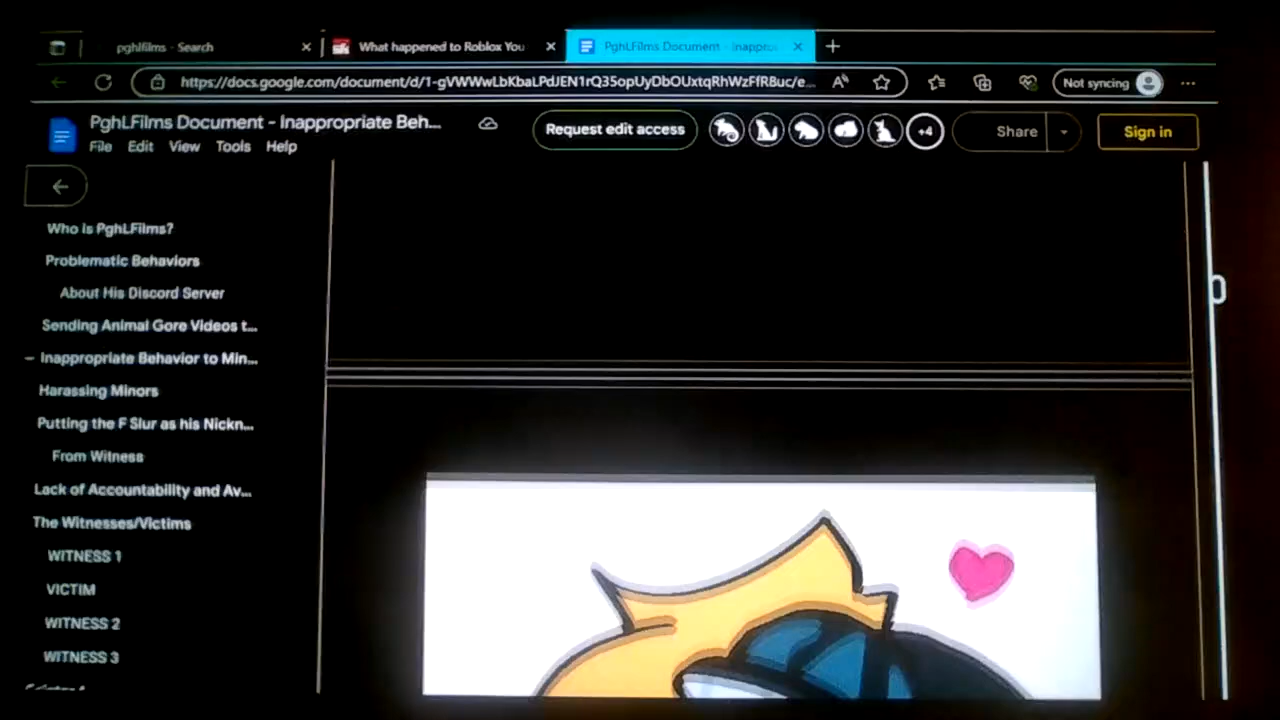 pghlfilms - Search
What happened to Roblox You
PghLFilms Document - Inappro
https://docs.google.com/document/d/1-gVWWwLbKbaLPdJEN1rQ35opUyDbOUxtqRhWzFfR8uc/e...
Not syncing
PghLFilms Document - Inappropriate Beh...
Request edit access
+4
Share
Sign in
File Edit View Tools Help
Who is PghLFilms?
Problematic Behaviors
About His Discord Server
Sending Animal Gore Videos t...
Inappropriate Behavior to Min...
Harassing Minors
Putting the F Slur as his Nickn...
From Witness
Lack of Accountability and Av...
The Witnesses/Victims
WITNESS 1
VICTIM
WITNESS 2
WITNESS 3